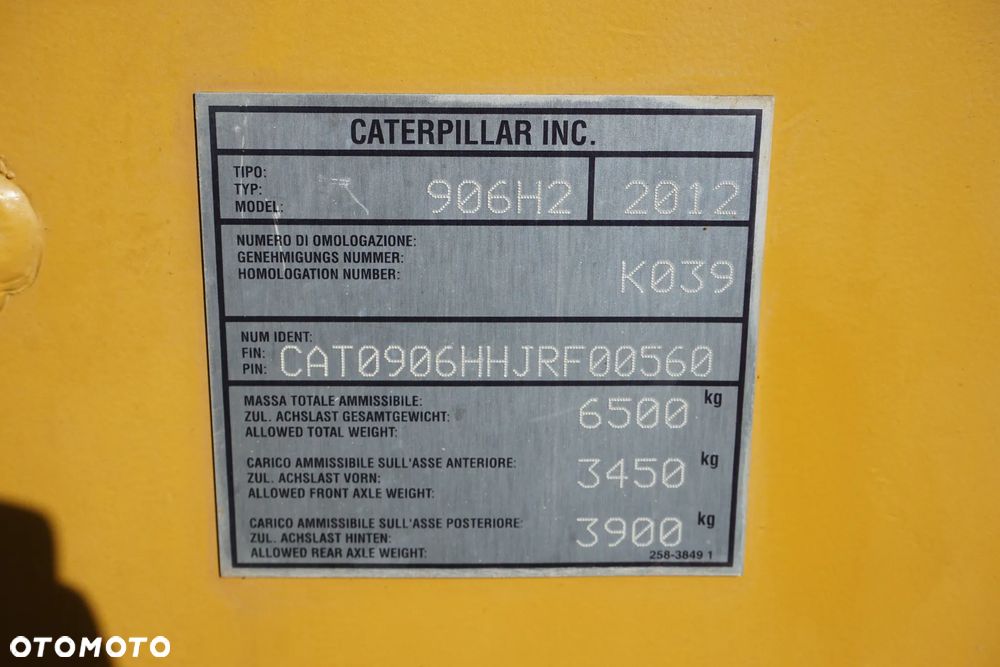 CATERPILLAR INC.
TIPO:
TYP:
MODEL: 906H2 2012
NUMERO DI OMOLOGAZIONE:
GENEHMIGUNGS NUMMER:
HOMOLOGATION NUMBER: K039
NUM IDENT:
FIN:
PIN: CAT0906HHJRF00560
MASSA TOTALE AMMISSIBILE:
ZUL. ACHSLAST GESAMTGEWICHT: 6500 kg
ALLOWED TOTAL WEIGHT:
CARICO AMMISSIBILE SULL'ASSE ANTERIORE:
ZUL. ACHSLAST VORN: 3450 kg
ALLOWED FRONT AXLE WEIGHT:
CARICO AMMISSIBILE SULL'ASSE POSTERIORE:
ZUL. ACHSLAST HINTEN: 3900 kg
ALLOWED REAR AXLE WEIGHT:
258-3849 1
OTOMOTO